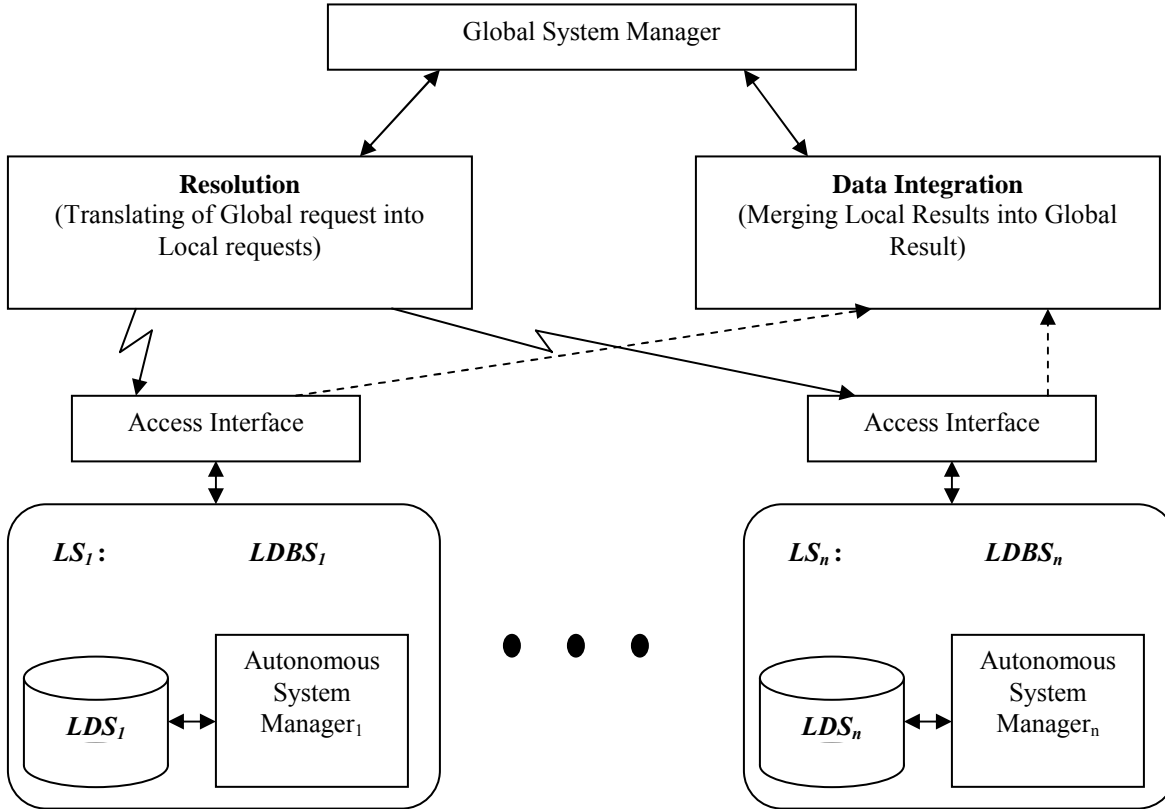 Global System Manager
Resolution
(Translating of Global request into
Local requests)
Data Integration
(Merging Local Results into Global
Result)
Access Interface
Access Interface
LS₁ : LDBS₁
LSₙ : LDBSₙ
LDS₁
Autonomous
System
Manager₁
LDSₙ
Autonomous
System
Managerₙ